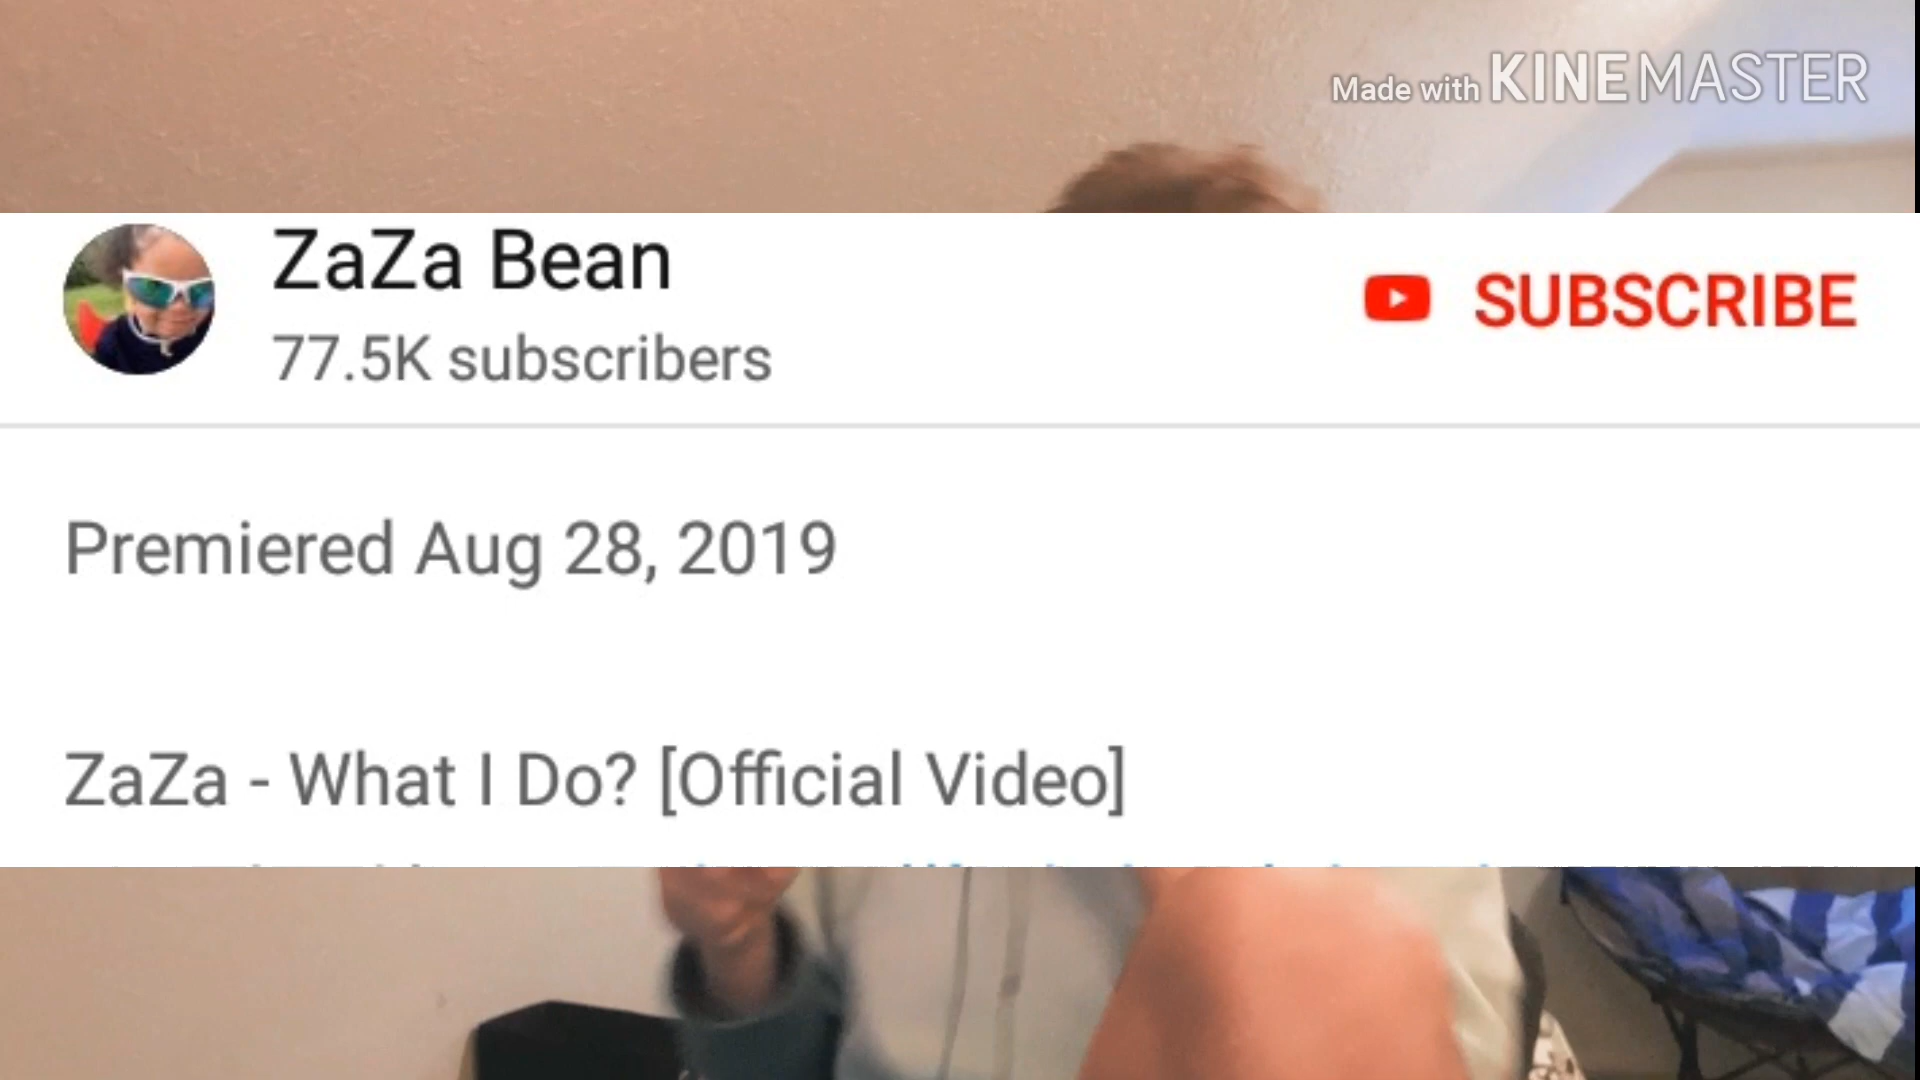 Made with KINEMASTER
ZaZa Bean
SUBSCRIBE
77.5K subscribers
Premiered Aug 28, 2019
ZaZa - What I Do? [Official Video]